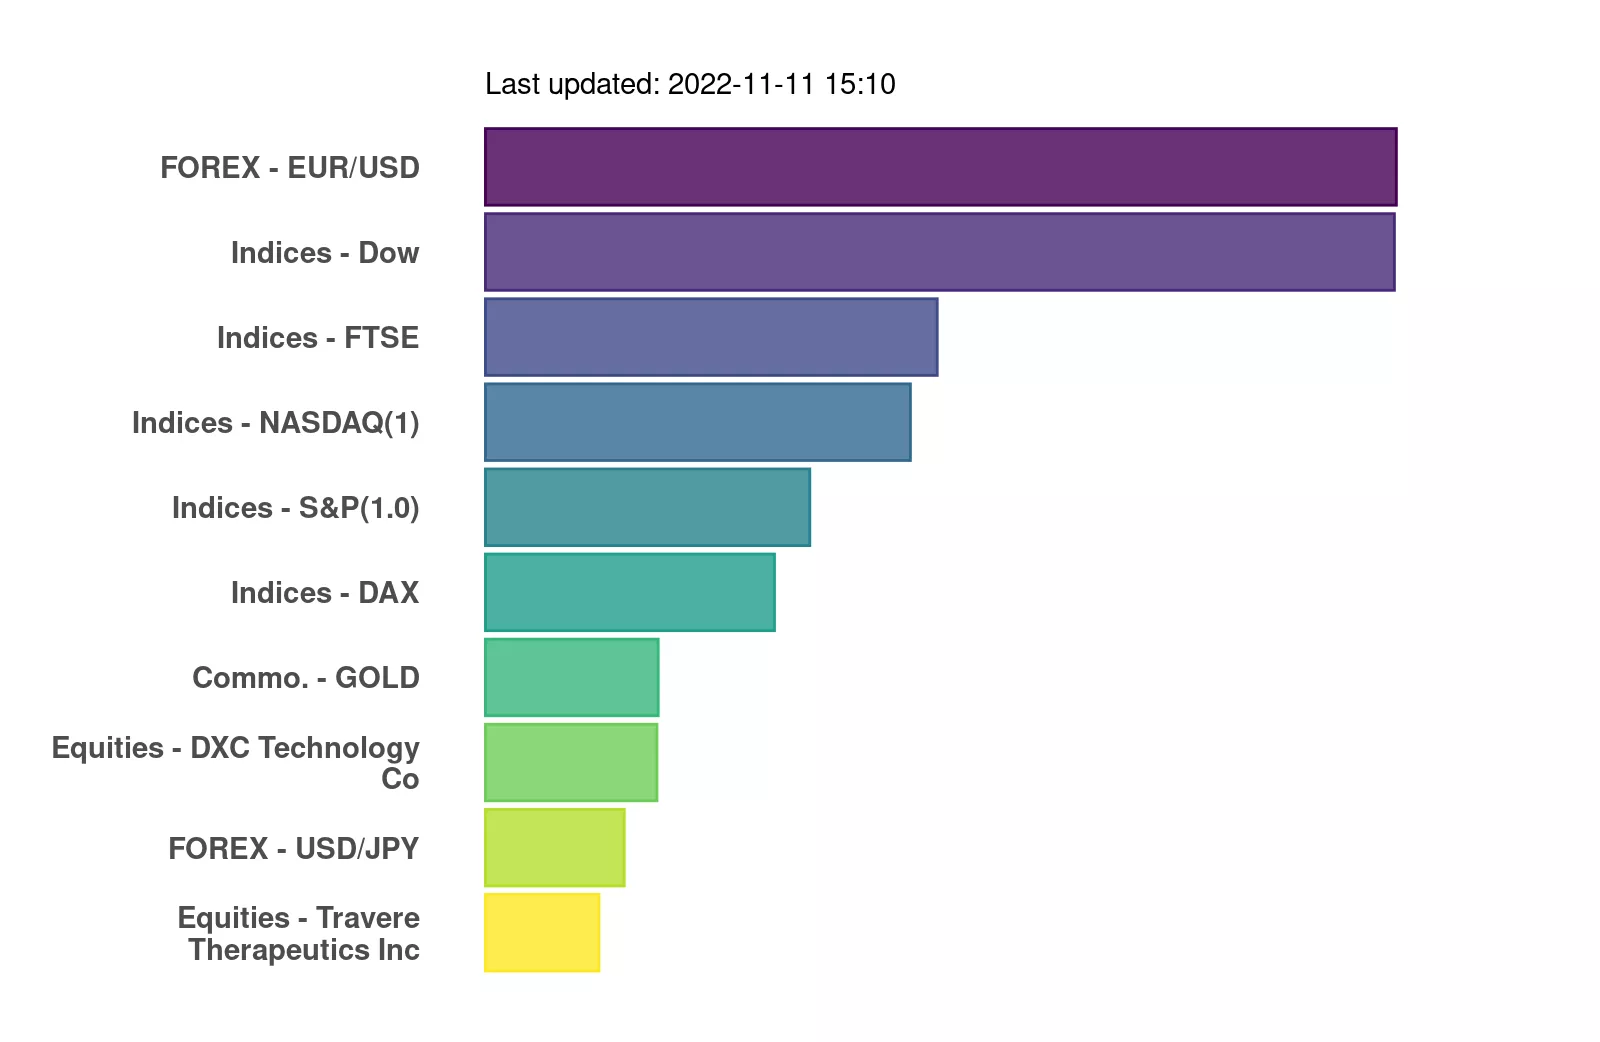 Last updated: 2022-11-11 15:10
FOREX - EUR/USD
Indices - Dow
Indices - FTSE
Indices - NASDAQ(1)
Indices - S&P(1.0)
Indices - DAX
Commo. - GOLD
Equities - DXC Technology
Co
FOREX - USD/JPY
Equities - Travere
Therapeutics Inc